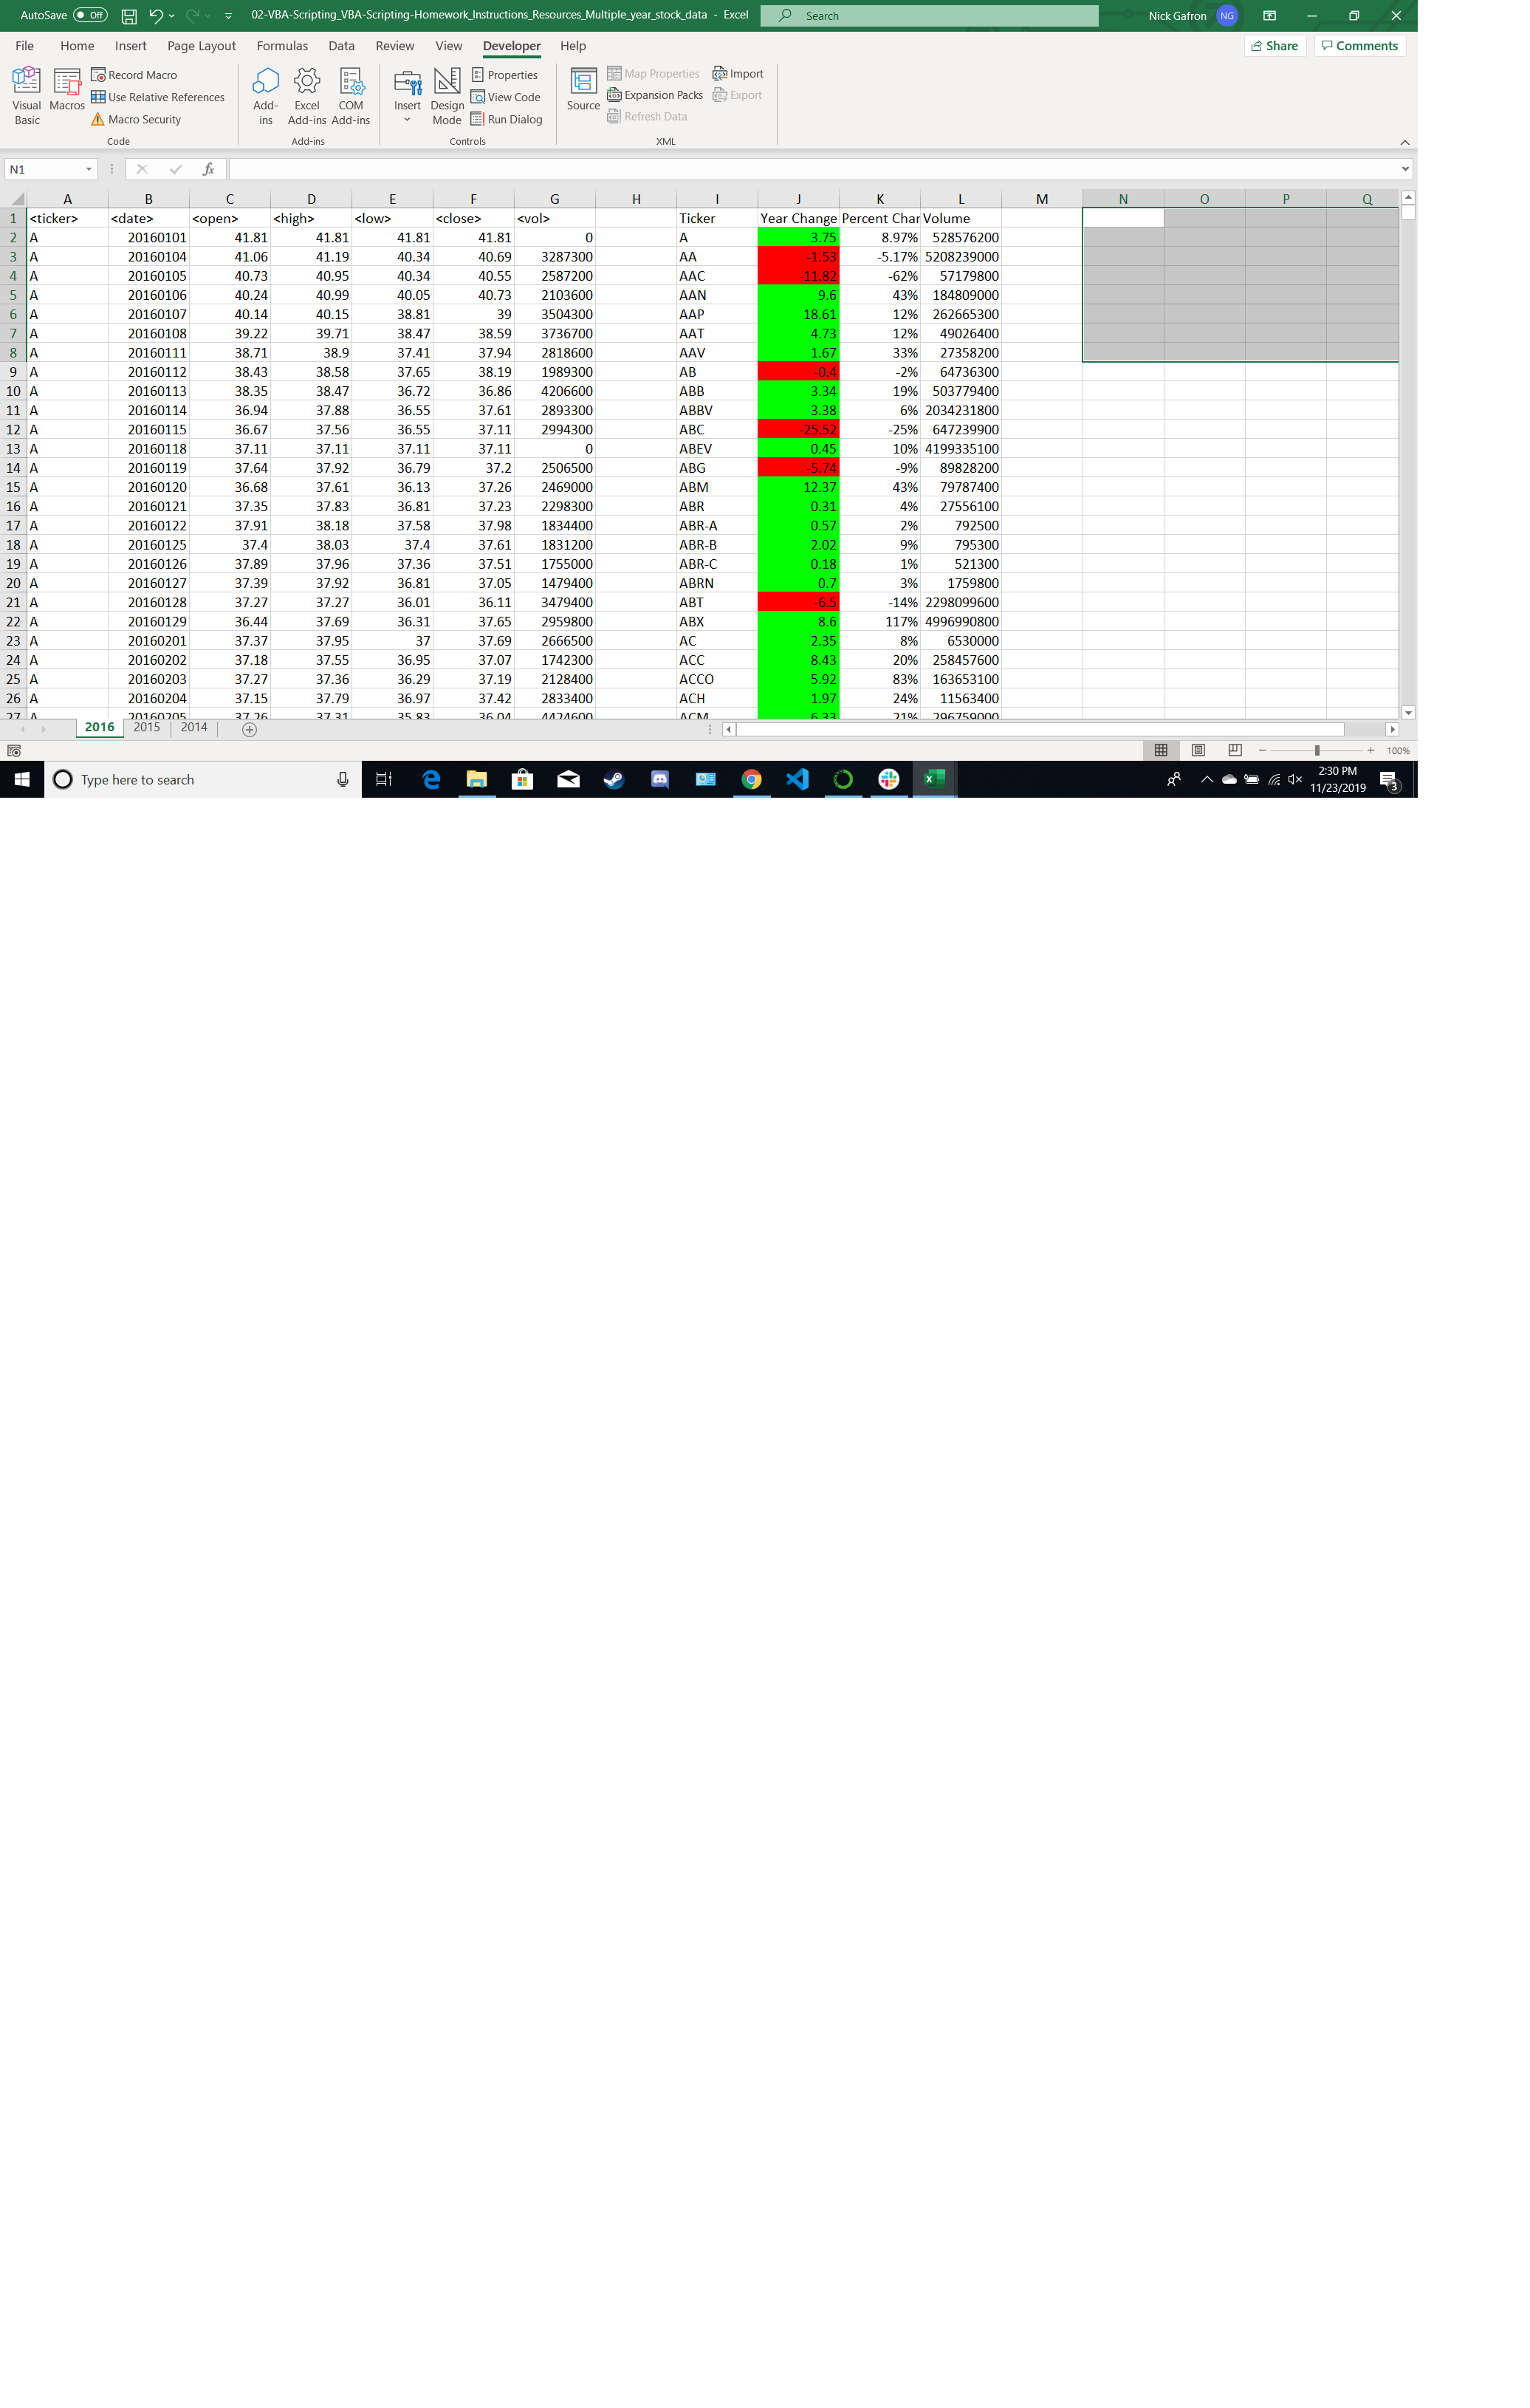 AutoSave Off 02-VBA-Scripting_VBA-Scripting-Homework_Instructions_Resources_Multiple_year_stock_data - Excel Search Nick Gafron NG
File Home Insert Page Layout Formulas Data Review View Developer Help Share Comments
Visual Basic Macros Record Macro Use Relative References Macro Security
Add-ins Excel Add-ins COM Add-ins
Insert Design Mode Properties View Code Run Dialog
Source Map Properties Expansion Packs Refresh Data Import Export
Code Add-ins Controls XML
N1 fx
A B C D E F G H I J K L M N O P Q
1 <ticker> <date> <open> <high> <low> <close> <vol> Ticker Year Change Percent Char Volume
2 A 20160101 41.81 41.81 41.81 41.81 0 A 3.75 8.97% 528576200
3 A 20160104 41.06 41.19 40.34 40.69 3287300 AA -1.53 -5.17% 5208239000
4 A 20160105 40.73 40.95 40.34 40.55 2587200 AAC -11.82 -62% 57179800
5 A 20160106 40.24 40.99 40.05 40.73 2103600 AAN 9.6 43% 184809000
6 A 20160107 40.14 40.15 38.81 39 3504300 AAP 18.61 12% 262665300
7 A 20160108 39.22 39.71 38.47 38.59 3736700 AAT 4.73 12% 49026400
8 A 20160111 38.71 38.9 37.41 37.94 2818600 AAV 1.67 33% 27358200
9 A 20160112 38.43 38.58 37.65 38.19 1989300 AB -0.4 -2% 64736300
10 A 20160113 38.35 38.47 36.72 36.86 4206600 ABB 3.34 19% 503779400
11 A 20160114 36.94 37.88 36.55 37.61 2893300 ABBV 3.38 6% 2034231800
12 A 20160115 36.67 37.56 36.55 37.11 2994300 ABC -25.52 -25% 647239900
13 A 20160118 37.11 37.11 37.11 37.11 0 ABEV 0.45 10% 4199335100
14 A 20160119 37.64 37.92 36.79 37.2 2506500 ABG -5.74 -9% 89828200
15 A 20160120 36.68 37.61 36.13 37.26 2469000 ABM 12.37 43% 79787400
16 A 20160121 37.35 37.83 36.81 37.23 2298300 ABR 0.31 4% 27556100
17 A 20160122 37.91 38.18 37.58 37.98 1834400 ABR-A 0.57 2% 792500
18 A 20160125 37.4 38.03 37.4 37.61 1831200 ABR-B 2.02 9% 795300
19 A 20160126 37.89 37.96 37.36 37.51 1755000 ABR-C 0.18 1% 521300
20 A 20160127 37.39 37.92 36.81 37.05 1479400 ABRN 0.7 3% 1759800
21 A 20160128 37.27 37.27 36.01 36.11 3479400 ABT -6.5 -14% 2298099600
22 A 20160129 36.44 37.69 36.31 37.65 2959800 ABX 8.6 117% 4996990800
23 A 20160201 37.37 37.95 37 37.69 2666500 AC 2.35 8% 6530000
24 A 20160202 37.18 37.55 36.95 37.07 1742300 ACC 8.43 20% 258457600
25 A 20160203 37.27 37.36 36.29 37.19 2128400 ACCO 5.92 83% 163653100
26 A 20160204 37.15 37.79 36.97 37.42 2833400 ACH 1.97 24% 11563400
27 A 20160205 37.26 37.31 35.83 36.04 4424600 ACM 6.33 21% 296759000
2016 2015 2014
100%
Type here to search 2:30 PM
11/23/2019 3